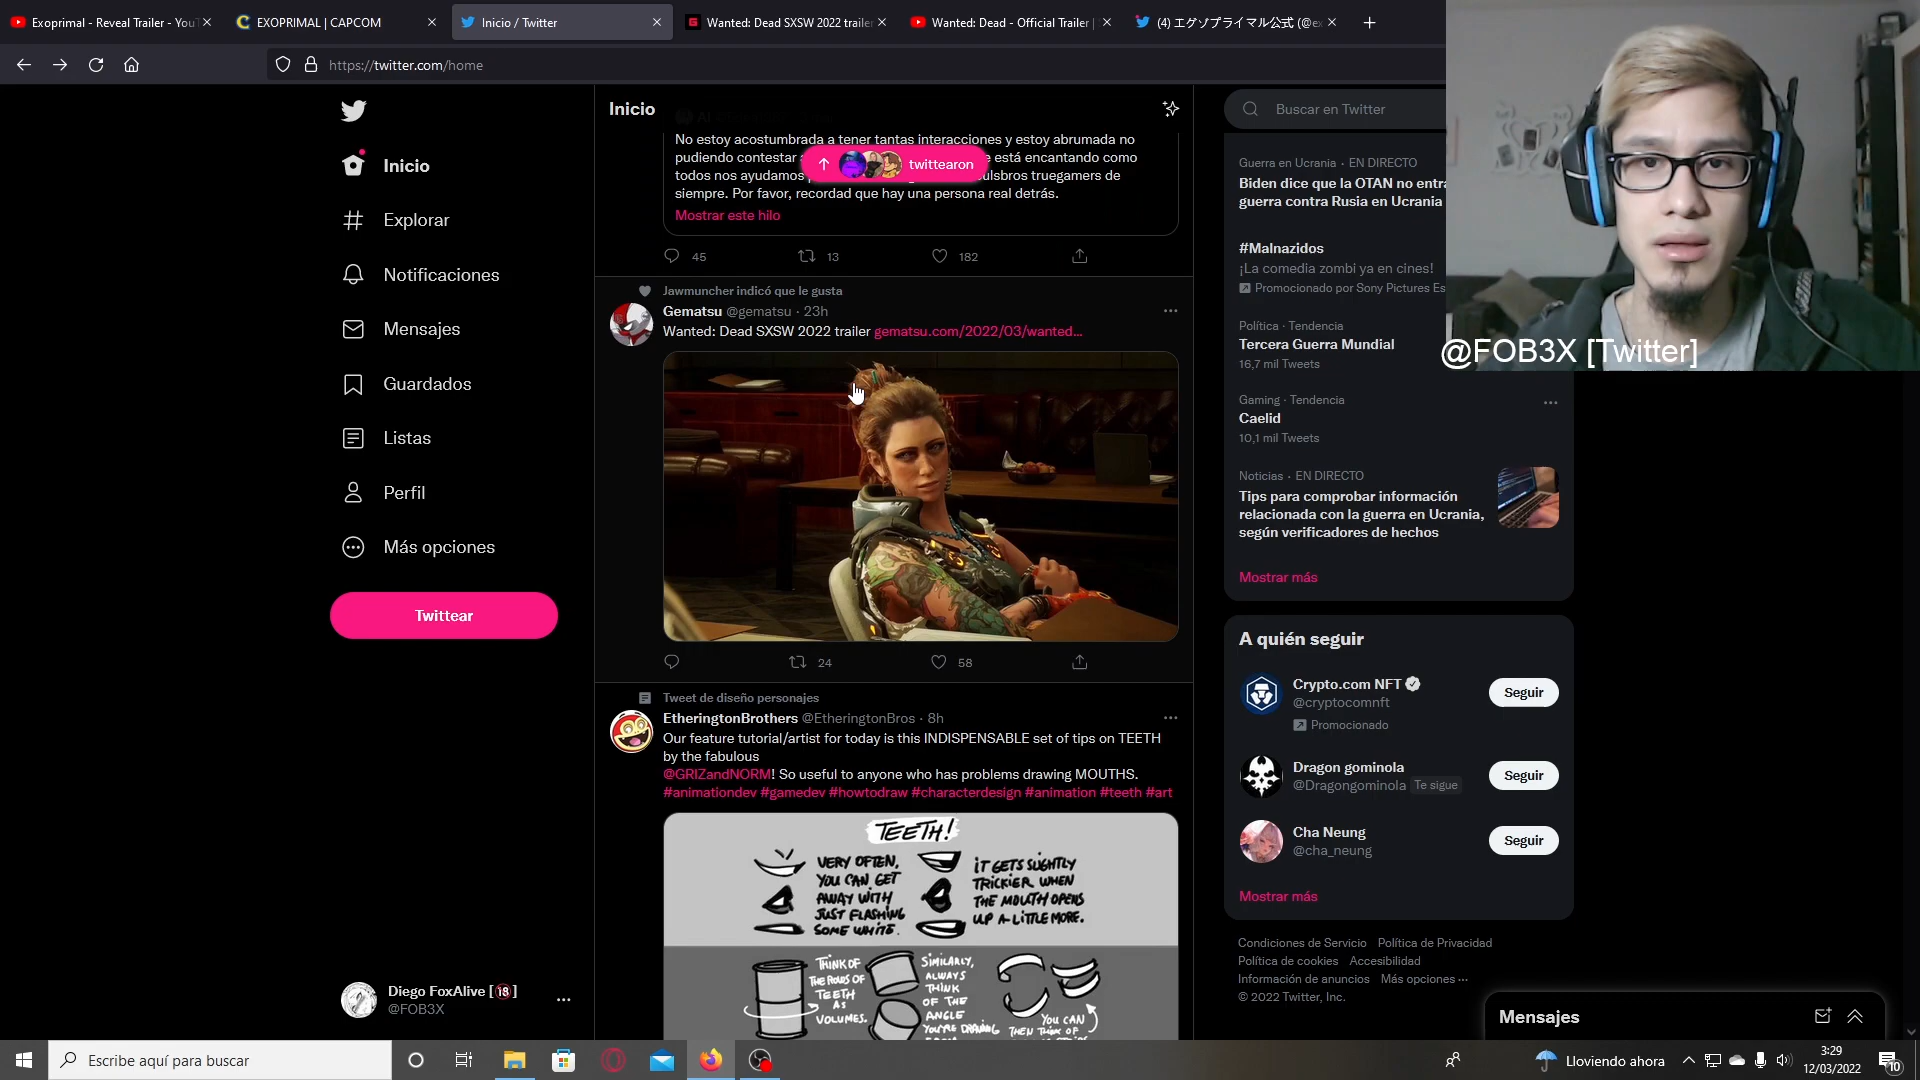 Exoprimal - Reveal Trailer - You
EXOPRIMAL | CAPCOM
Inicio / Twitter
Wanted: Dead SXSW 2022 trailer
Wanted: Dead - Official Trailer |
(4) エグゾプライマル公式 (@ex
https://twitter.com/home
Inicio
Explorar
Notificaciones
Mensajes
Guardados
Listas
Perfil
Más opciones
Twittear
Diego FoxAlive [🔞]
@FOB3X
Inicio
No estoy acostumbrada a tener tantas interacciones y estoy abrumada no
pudiendo contestar
está encantando como
twittearon
todos nos ayudamos
truegamers de
siempre. Por favor, recordad que hay una persona real detrás.
Mostrar este hilo
45
13
182
Jawmuncher indicó que le gusta
Gematsu @gematsu · 23h
Wanted: Dead SXSW 2022 trailer gematsu.com/2022/03/wanted...
24
58
Tweet de diseño personajes
EtheringtonBrothers @EtheringtonBros · 8h
Our feature tutorial/artist for today is this INDISPENSABLE set of tips on TEETH
by the fabulous
@GRIZandNORM! So useful to anyone who has problems drawing MOUTHS.
#animationdev #gamedev #howtodraw #characterdesign #animation #teeth #art
TEETH!
VERY OFTEN,
YOU CAN GET
AWAY WITH
JUST FLASHING
SOME WHITE.
IT GETS SLIGHTLY
TRICKIER WHEN
THE MOUTH OPENS
UP A LITTLE MORE.
THINK OF
THE ROWS OF
TEETH
AS
VOLUMES.
SIMILARLY,
ALWAYS
THINK
OF THE
ANGLE
YOU'RE DRAWING
YOU CAN
THEN THINK OF
Buscar en Twitter
Guerra en Ucrania · EN DIRECTO
Biden dice que la OTAN no entra
guerra contra Rusia en Ucrania
#Malnazidos
¡La comedia zombi ya en cines!
Promocionado por Sony Pictures Es
Política · Tendencia
Tercera Guerra Mundial
16,7 mil Tweets
Gaming · Tendencia
Caelid
10,1 mil Tweets
Noticias · EN DIRECTO
Tips para comprobar información
relacionada con la guerra en Ucrania,
según verificadores de hechos
Mostrar más
A quién seguir
Crypto.com NFT
@cryptocomnft
Promocionado
Seguir
Dragon gominola
@Dragongominola Te sigue
Seguir
Cha Neung
@cha_neung
Seguir
Mostrar más
Condiciones de Servicio Política de Privacidad
Política de cookies Accesibilidad
Información de anuncios Más opciones ···
© 2022 Twitter, Inc.
Mensajes
@FOB3X [Twitter]
Escribe aquí para buscar
Lloviendo ahora
3:29
12/03/2022
10